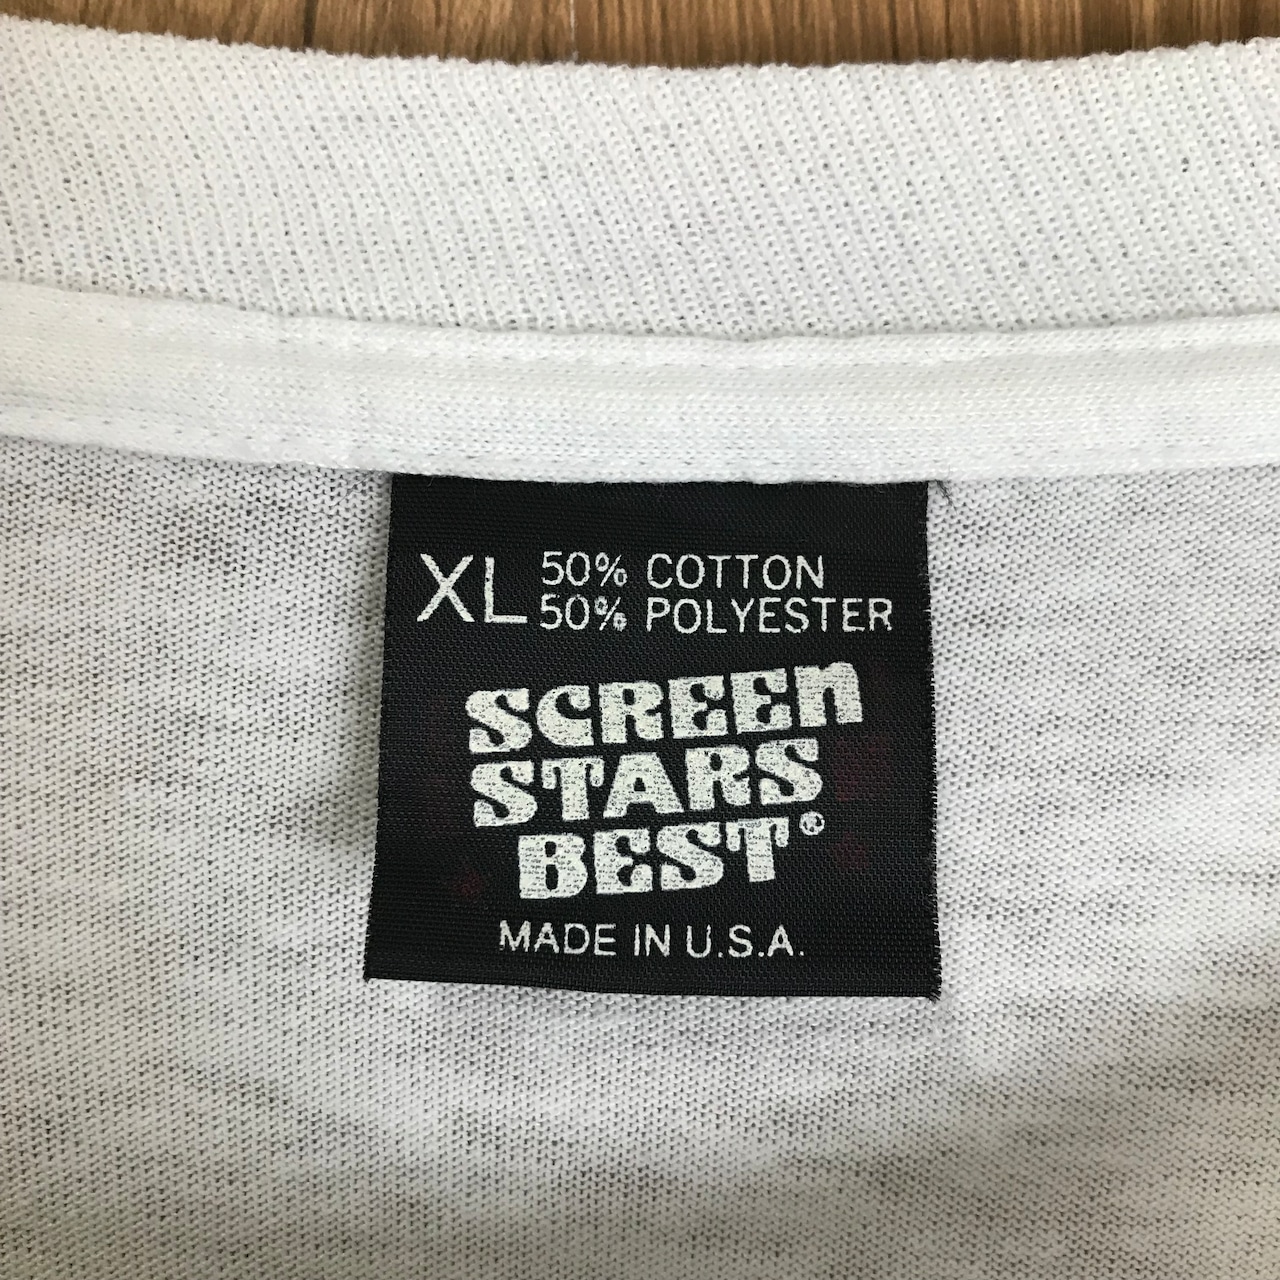 XL 50% COTTON
50% POLYESTER
SCREEN
STARS
BEST®
MADE IN U.S.A.